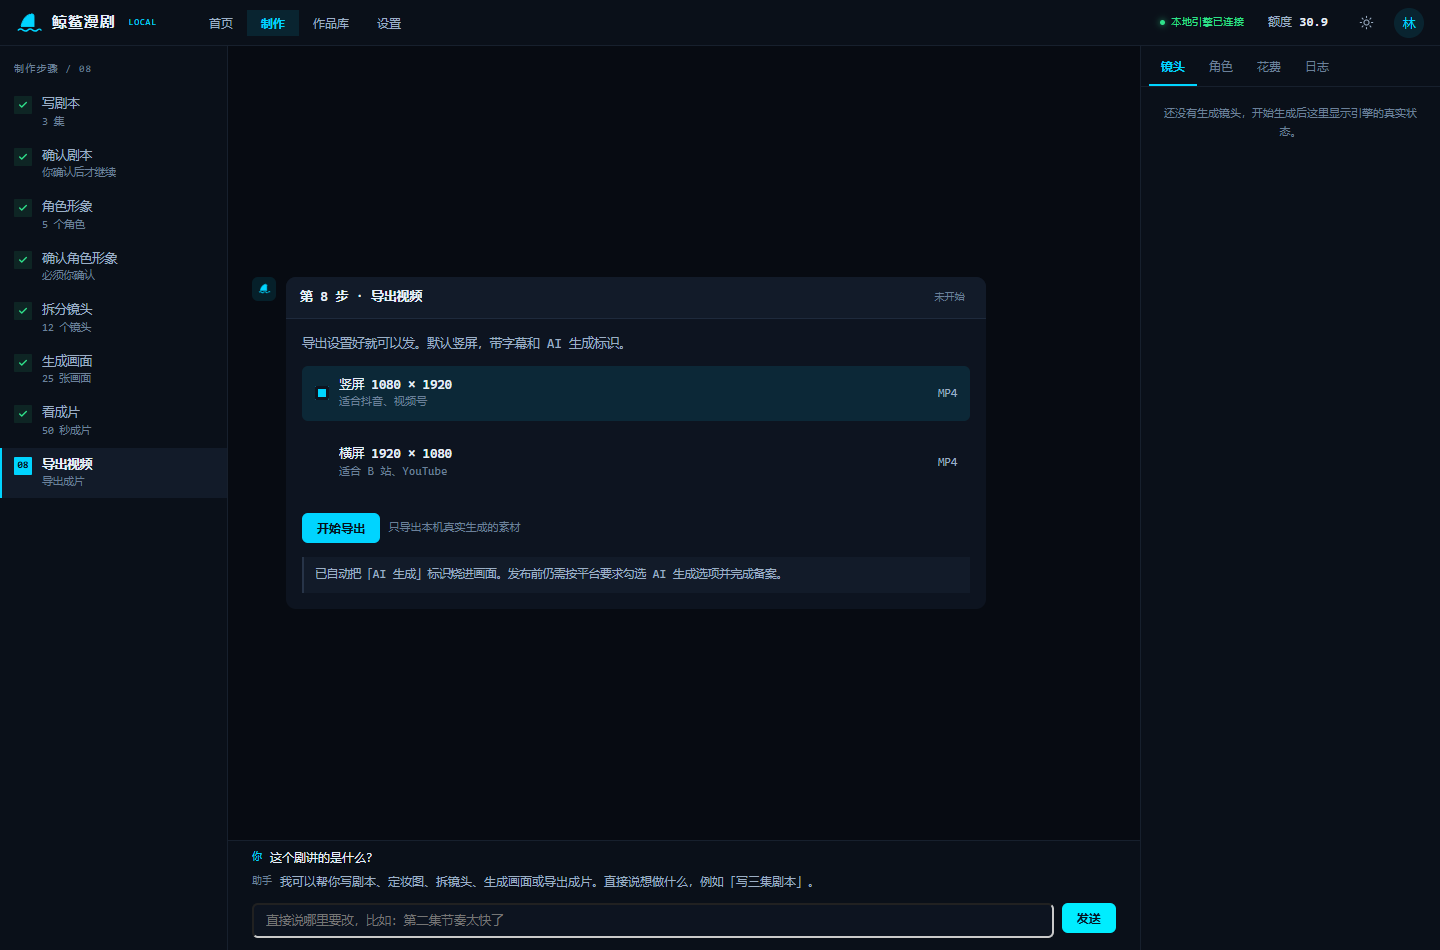 鲸鲨漫剧 LOCAL 首页 制作 作品库 设置 本地引擎已连接 额度 30.9 林
制作步骤 / 08
写剧本
3 集
确认剧本
你确认后才继续
角色形象
5 个角色
确认角色形象
必须你确认
拆分镜头
12 个镜头
生成画面
25 张画面
看成片
50 秒成片
08 导出视频
导出成片
第 8 步 · 导出视频 未开始
导出设置好就可以发。默认竖屏，带字幕和 AI 生成标识。
竖屏 1080 × 1920
适合抖音、视频号
MP4
横屏 1920 × 1080
适合 B 站、YouTube
MP4
开始导出 只导出本机真实生成的素材
已自动把「AI 生成」标识烧进画面。发布前仍需按平台要求勾选 AI 生成选项并完成备案。
你 这个剧讲的是什么?
助手 我可以帮你写剧本、定妆图、拆镜头、生成画面或导出成片。直接说想做什么，例如「写三集剧本」。
直接说哪里要改，比如：第二集节奏太快了
发送
镜头 角色 花费 日志
还没有生成镜头，开始生成后这里显示引擎的真实状
态。